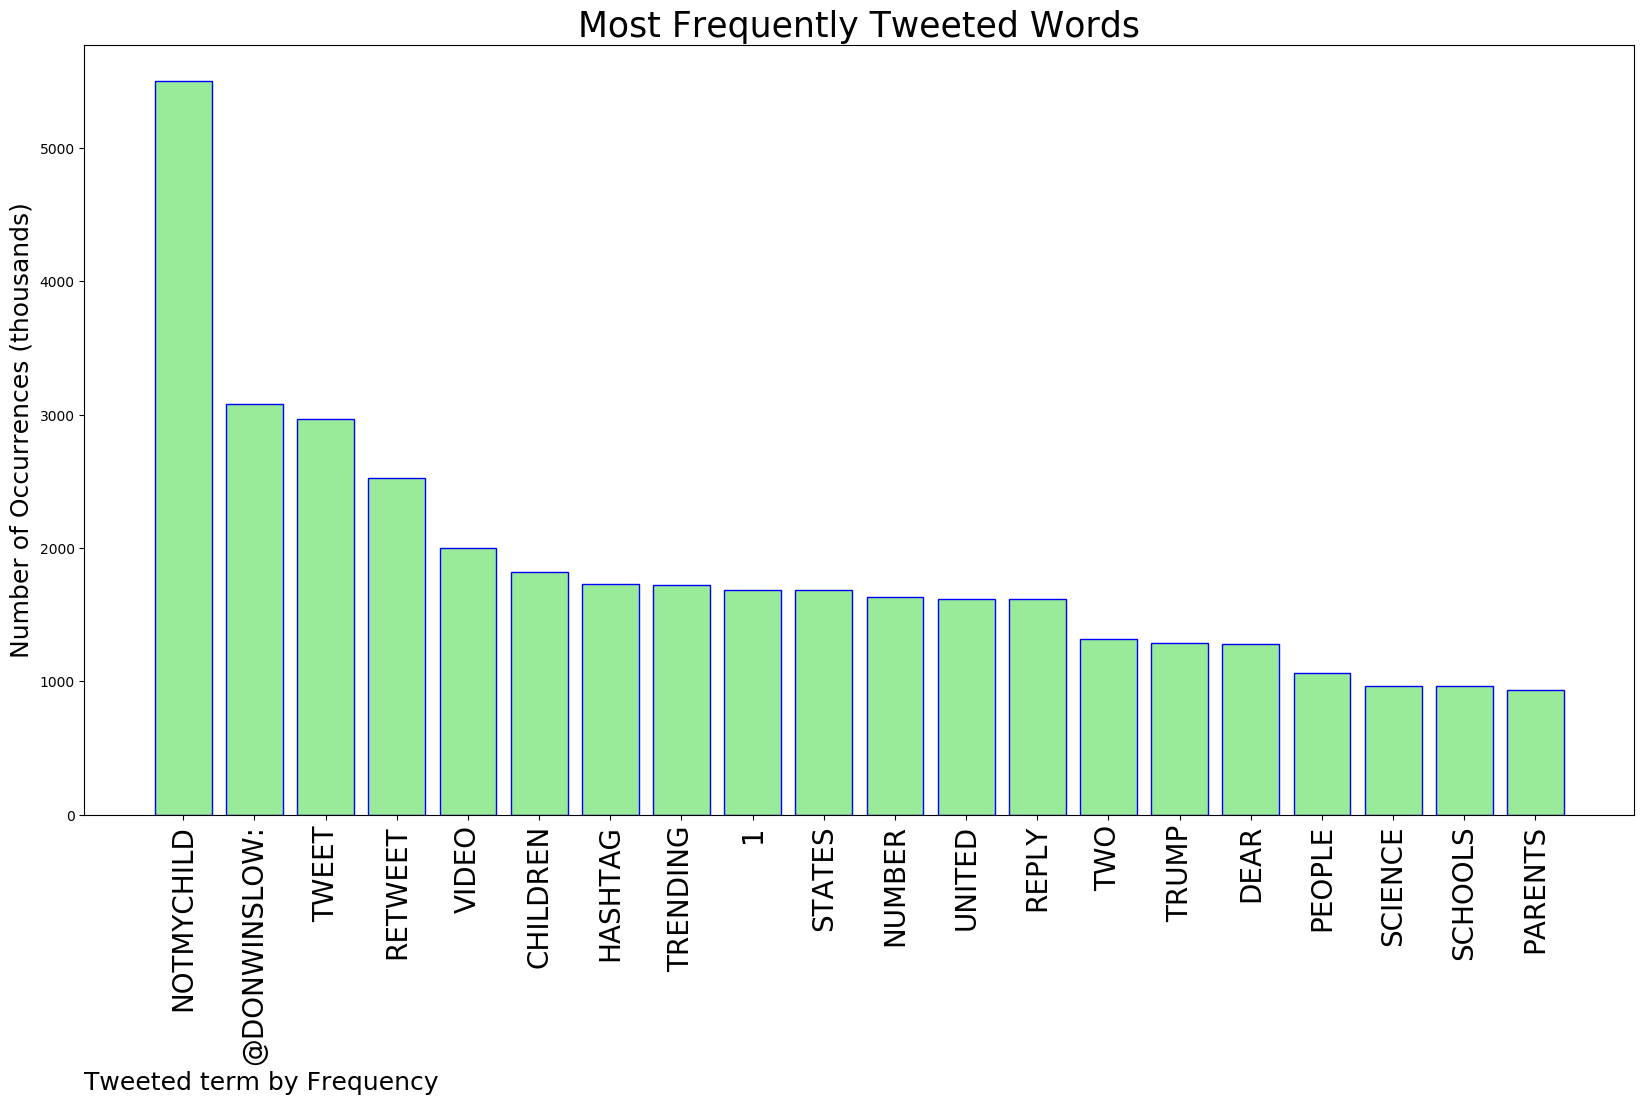 Most Frequently Tweeted Words
Number of Occurrences (thousands)
5000
4000
3000
2000
1000
0
NOTMYCHILD
@DONWINSLOW:
TWEET
RETWEET
VIDEO
CHILDREN
HASHTAG
TRENDING
1
STATES
NUMBER
UNITED
REPLY
TWO
TRUMP
DEAR
PEOPLE
SCIENCE
SCHOOLS
PARENTS
Tweeted term by Frequency